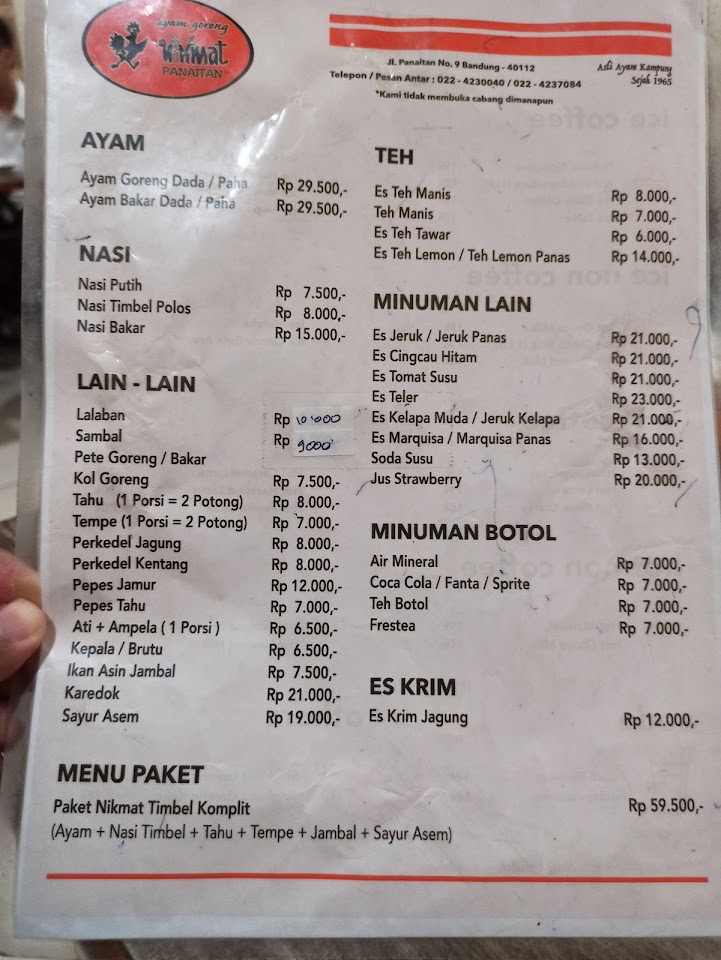 ayam goreng
NIKMAT
PANAITAN
Jl. Panaitan No. 9 Bandung - 40112
Telepon / Pesan Antar : 022 - 4230040 / 022 - 4237084
*Kami tidak membuka cabang dimanapun
Asli Ayam Kampung
Sejak 1965
AYAM
Ayam Goreng Dada / Paha Rp 29.500,-
Ayam Bakar Dada / Paha Rp 29.500,-
NASI
Nasi Putih Rp 7.500,-
Nasi Timbel Polos Rp 8.000,-
Nasi Bakar Rp 15.000,-
LAIN - LAIN
Lalaban Rp 10.000
Sambal Rp 9000
Pete Goreng / Bakar
Kol Goreng Rp 7.500,-
Tahu (1 Porsi = 2 Potong) Rp 8.000,-
Tempe (1 Porsi = 2 Potong) Rp 7.000,-
Perkedel Jagung Rp 8.000,-
Perkedel Kentang Rp 8.000,-
Pepes Jamur Rp 12.000,-
Pepes Tahu Rp 7.000,-
Ati + Ampela ( 1 Porsi ) Rp 6.500,-
Kepala / Brutu Rp 6.500,-
Ikan Asin Jambal Rp 7.500,-
Karedok Rp 21.000,-
Sayur Asem Rp 19.000,-
TEH
Es Teh Manis Rp 8.000,-
Teh Manis Rp 7.000,-
Es Teh Tawar Rp 6.000,-
Es Teh Lemon / Teh Lemon Panas Rp 14.000,-
MINUMAN LAIN
Es Jeruk / Jeruk Panas Rp 21.000,-
Es Cingcau Hitam Rp 21.000,-
Es Tomat Susu Rp 21.000,-
Es Teler Rp 23.000,-
Es Kelapa Muda / Jeruk Kelapa Rp 21.000,-
Es Marquisa / Marquisa Panas Rp 16.000,-
Soda Susu Rp 13.000,-
Jus Strawberry Rp 20.000,-
MINUMAN BOTOL
Air Mineral Rp 7.000,-
Coca Cola / Fanta / Sprite Rp 7.000,-
Teh Botol Rp 7.000,-
Frestea Rp 7.000,-
ES KRIM
Es Krim Jagung Rp 12.000,-
MENU PAKET
Paket Nikmat Timbel Komplit Rp 59.500,-
(Ayam + Nasi Timbel + Tahu + Tempe + Jambal + Sayur Asem)